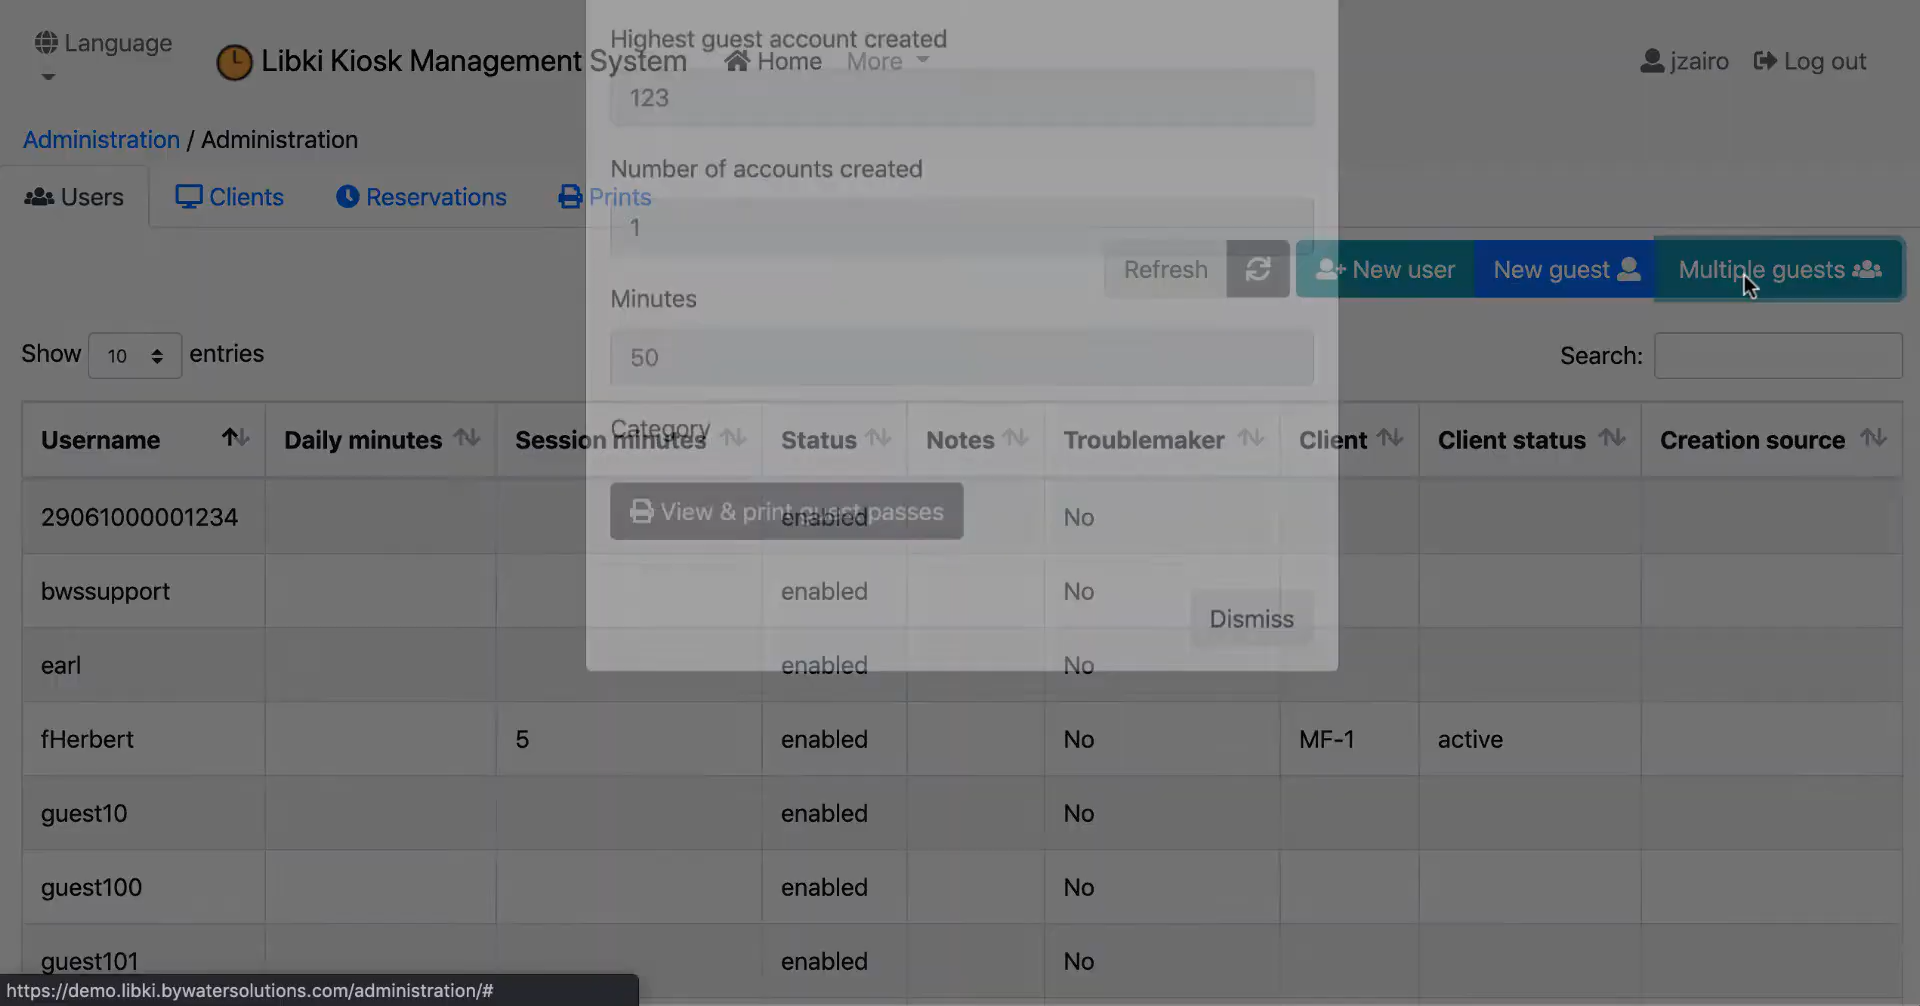 Language
Libki Kiosk Management System
Home
More
jzairo
Log out
Administration / Administration
Users
Clients
Reservations
Prints
Highest guest account created
123
Number of accounts created
1
Minutes
50
Category
View & print guest passes
Dismiss
Refresh
New user
New guest
Multiple guests
Show 10 entries
Search:
Username Daily minutes Session minutes Status Notes Troublemaker Client Client status Creation source
29061000001234 enabled No
bwssupport enabled No
earl enabled No
fHerbert 5 enabled No MF-1 active
guest10 enabled No
guest100 enabled No
guest101 enabled No
https://demo.libki.bywatersolutions.com/administration/#